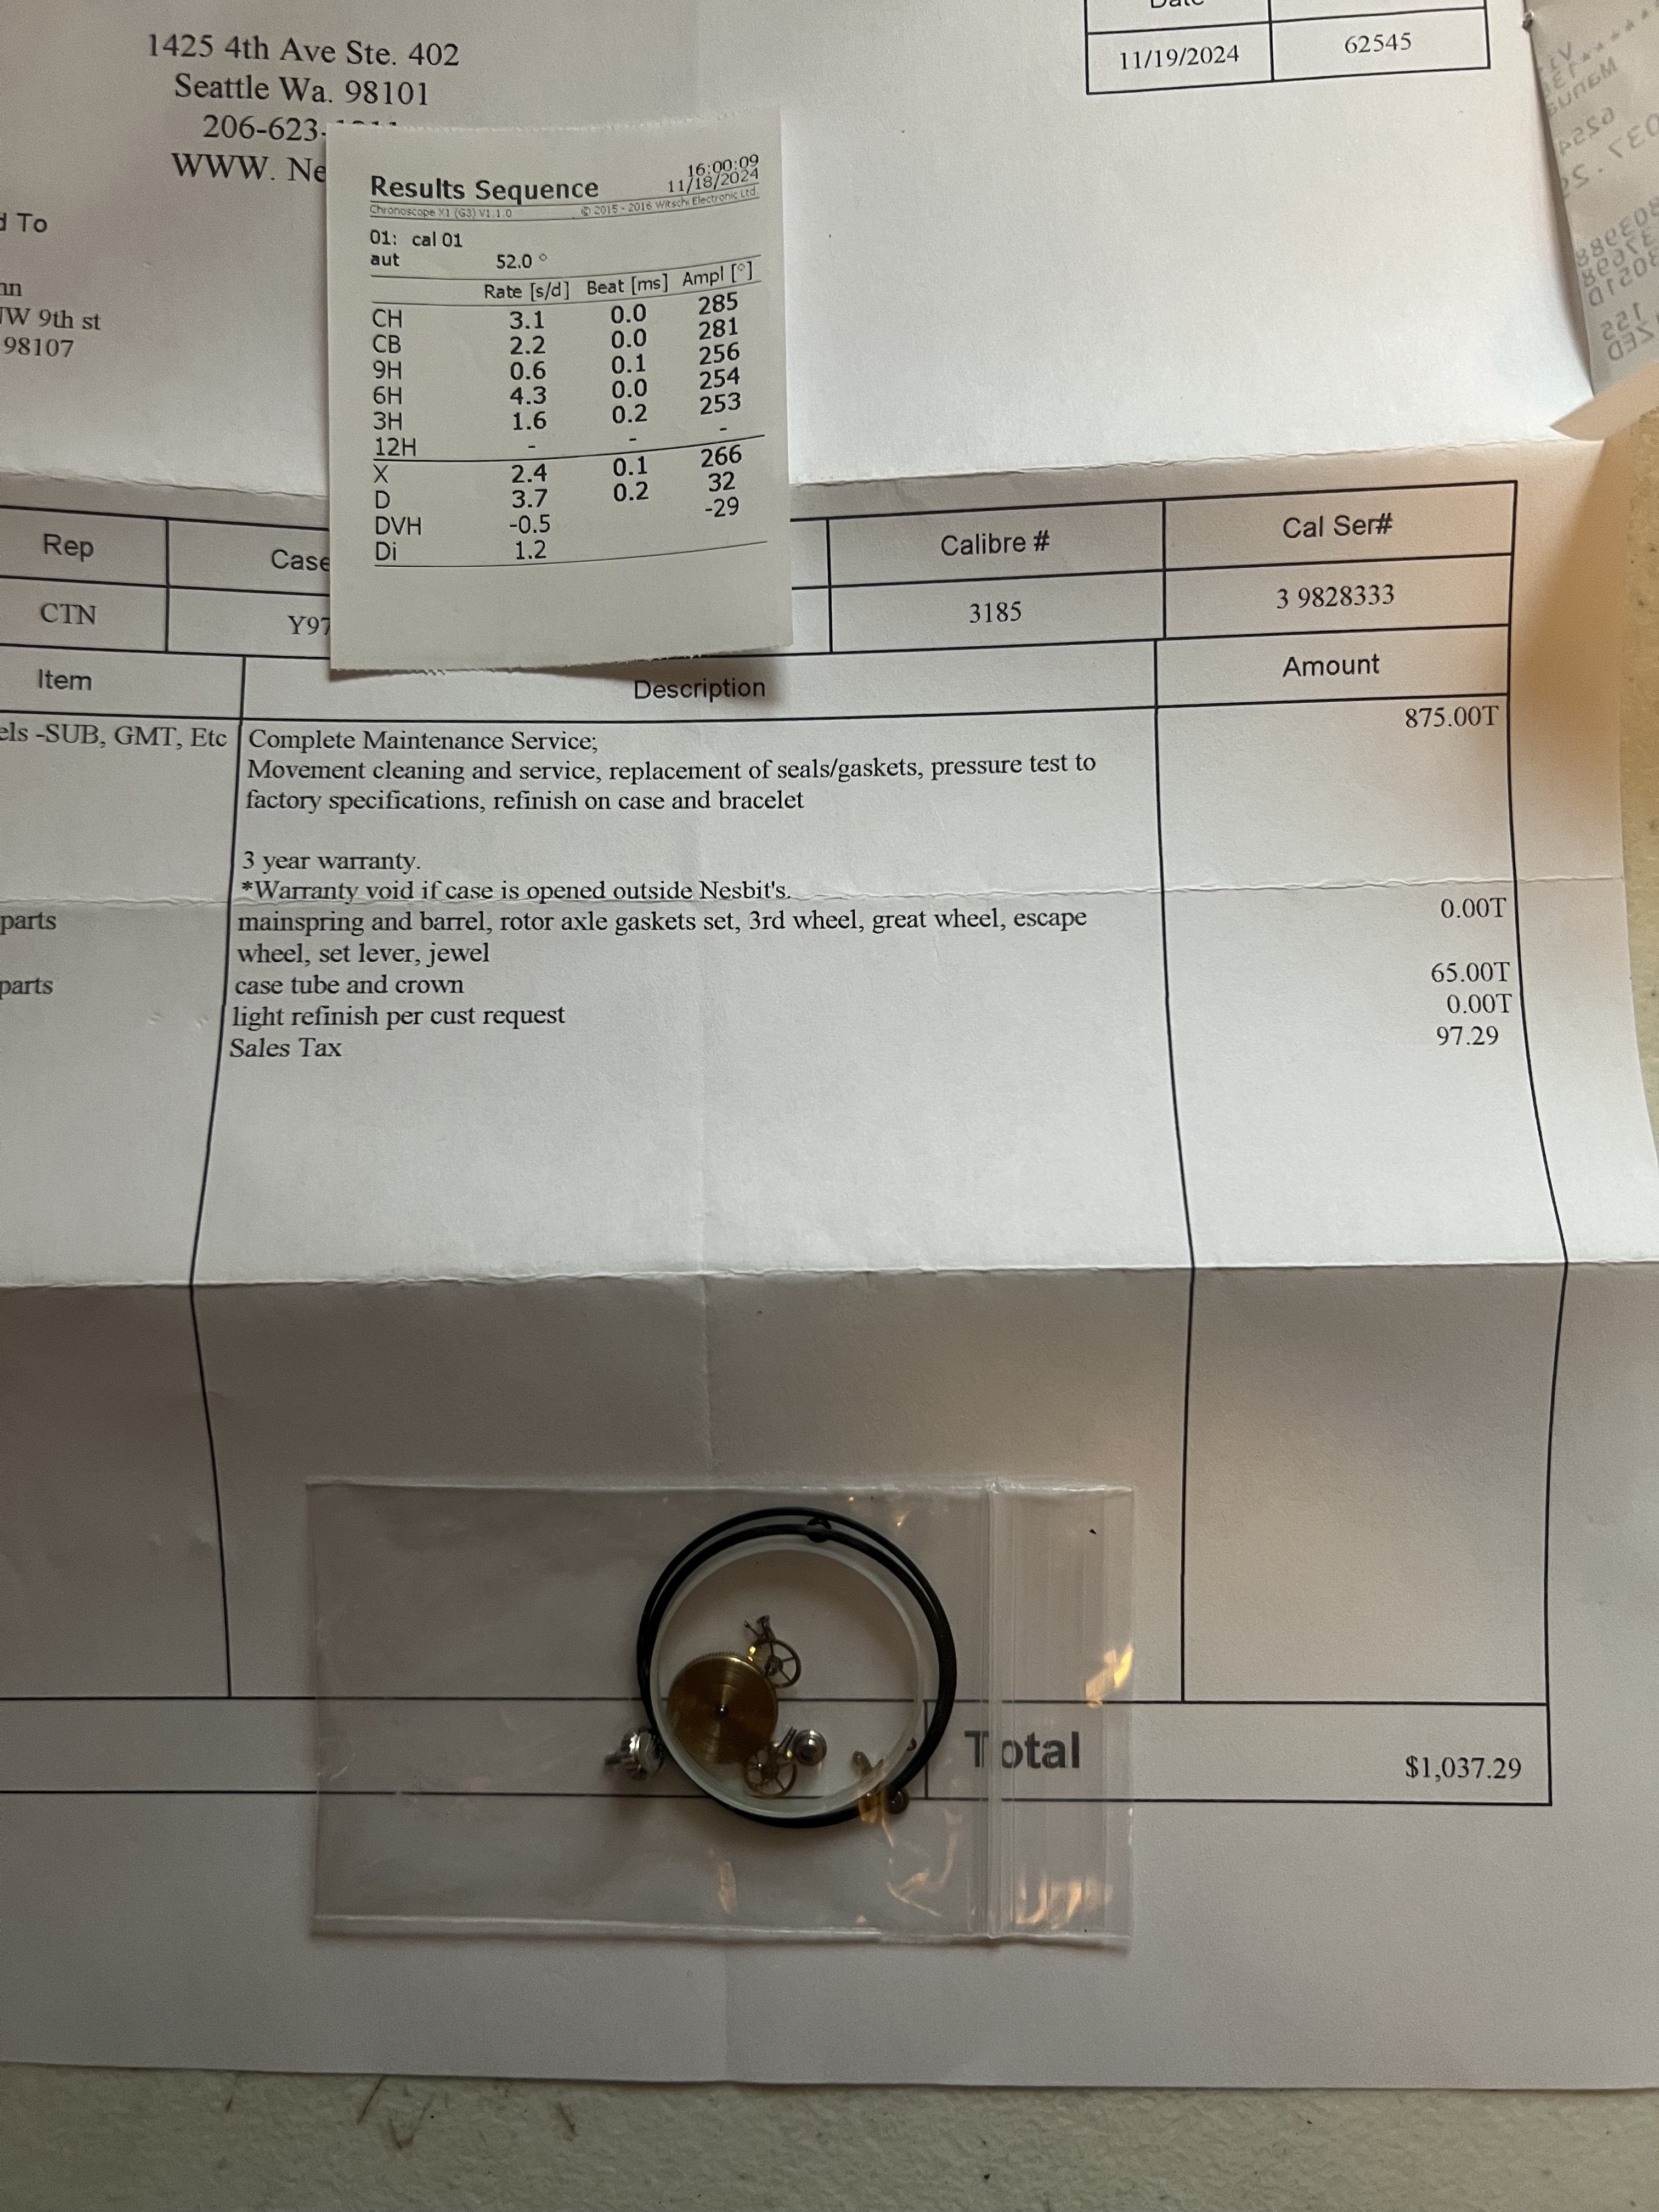 Date
1425 4th Ave Ste. 402
Seattle Wa. 98101
206-623-
WWW. Ne
11/19/2024 62545
d To
nn
W 9th st
98107
16:00:09
Results Sequence 11/18/2024
Chronoscope X1 (G3) V1.1.0 © 2015 - 2016 Witschi Electronic Ltd.
01: cal 01
aut 52.0 °
Rate [s/d] Beat [ms] Ampl [°]
CH 3.1 0.0 285
CB 2.2 0.0 281
9H 0.6 0.1 256
6H 4.3 0.0 254
3H 1.6 0.2 253
12H - - -
X 2.4 0.1 266
D 3.7 0.2 32
DVH -0.5 -29
Di 1.2
Rep Case Calibre # Cal Ser#
CTN Y97 3185 3 9828333
Item Description Amount
els -SUB, GMT, Etc Complete Maintenance Service; 875.00T
Movement cleaning and service, replacement of seals/gaskets, pressure test to
factory specifications, refinish on case and bracelet
3 year warranty.
*Warranty void if case is opened outside Nesbit's.
parts mainspring and barrel, rotor axle gaskets set, 3rd wheel, great wheel, escape 0.00T
wheel, set lever, jewel
parts case tube and crown 65.00T
light refinish per cust request 0.00T
Sales Tax 97.29
Total $1,037.29